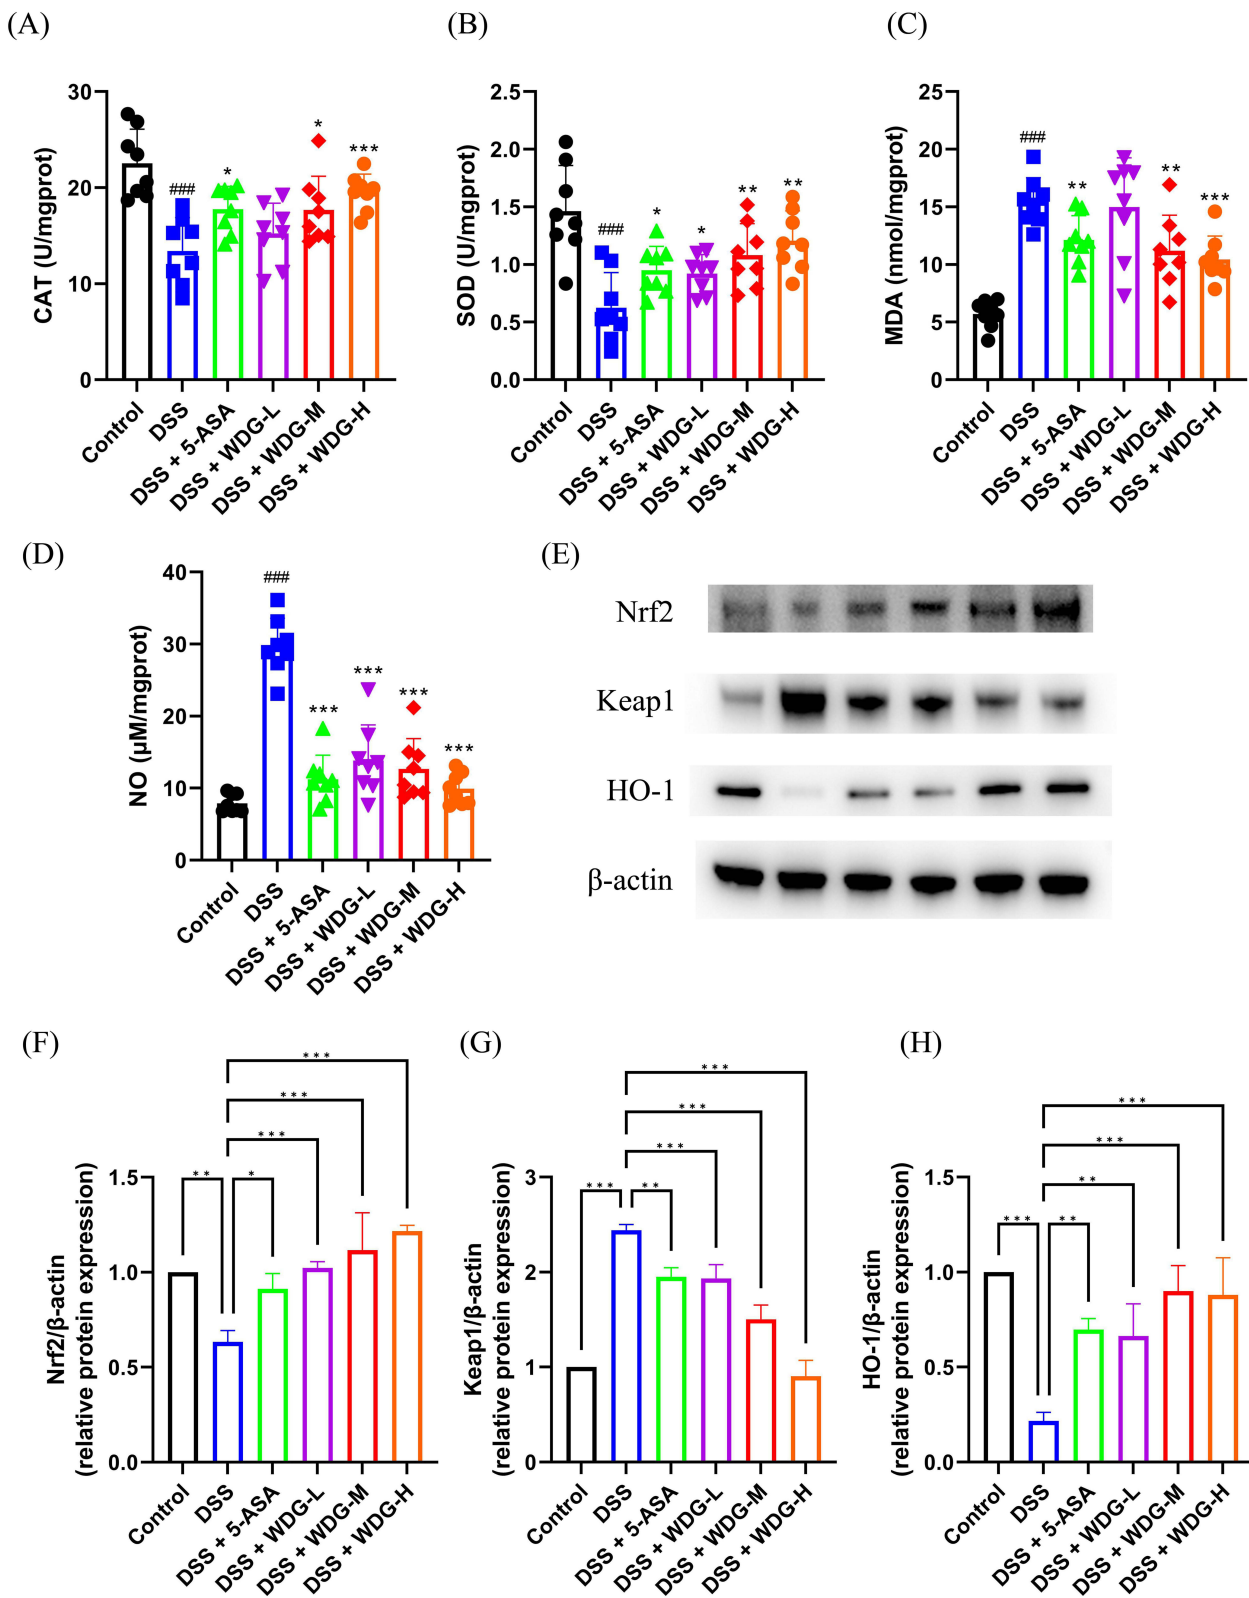 (A)
CAT (U/mgprot)
30
20
10
0
###
*
*
***
Control
DSS
DSS + 5-ASA
DSS + WDG-L
DSS + WDG-M
DSS + WDG-H
(B)
SOD (U/mgprot)
2.5
2.0
1.5
1.0
0.5
0.0
###
*
*
**
**
Control
DSS
DSS + 5-ASA
DSS + WDG-L
DSS + WDG-M
DSS + WDG-H
(C)
MDA (nmol/mgprot)
25
20
15
10
5
0
###
**
**
***
Control
DSS
DSS + 5-ASA
DSS + WDG-L
DSS + WDG-M
DSS + WDG-H
(D)
NO (μM/mgprot)
40
30
20
10
0
###
***
***
***
***
Control
DSS
DSS + 5-ASA
DSS + WDG-L
DSS + WDG-M
DSS + WDG-H
(E)
Nrf2
Keap1
HO-1
β-actin
(F)
Nrf2/β-actin
(relative protein expression)
1.5
1.0
0.5
0.0
***
***
***
**
*
Control
DSS
DSS + 5-ASA
DSS + WDG-L
DSS + WDG-M
DSS + WDG-H
(G)
Keap1/β-actin
(relative protein expression)
3
2
1
0
***
***
***
***
**
Control
DSS
DSS + 5-ASA
DSS + WDG-L
DSS + WDG-M
DSS + WDG-H
(H)
HO-1/β-actin
(relative protein expression)
1.5
1.0
0.5
0.0
***
***
**
***
**
Control
DSS
DSS + 5-ASA
DSS + WDG-L
DSS + WDG-M
DSS + WDG-H